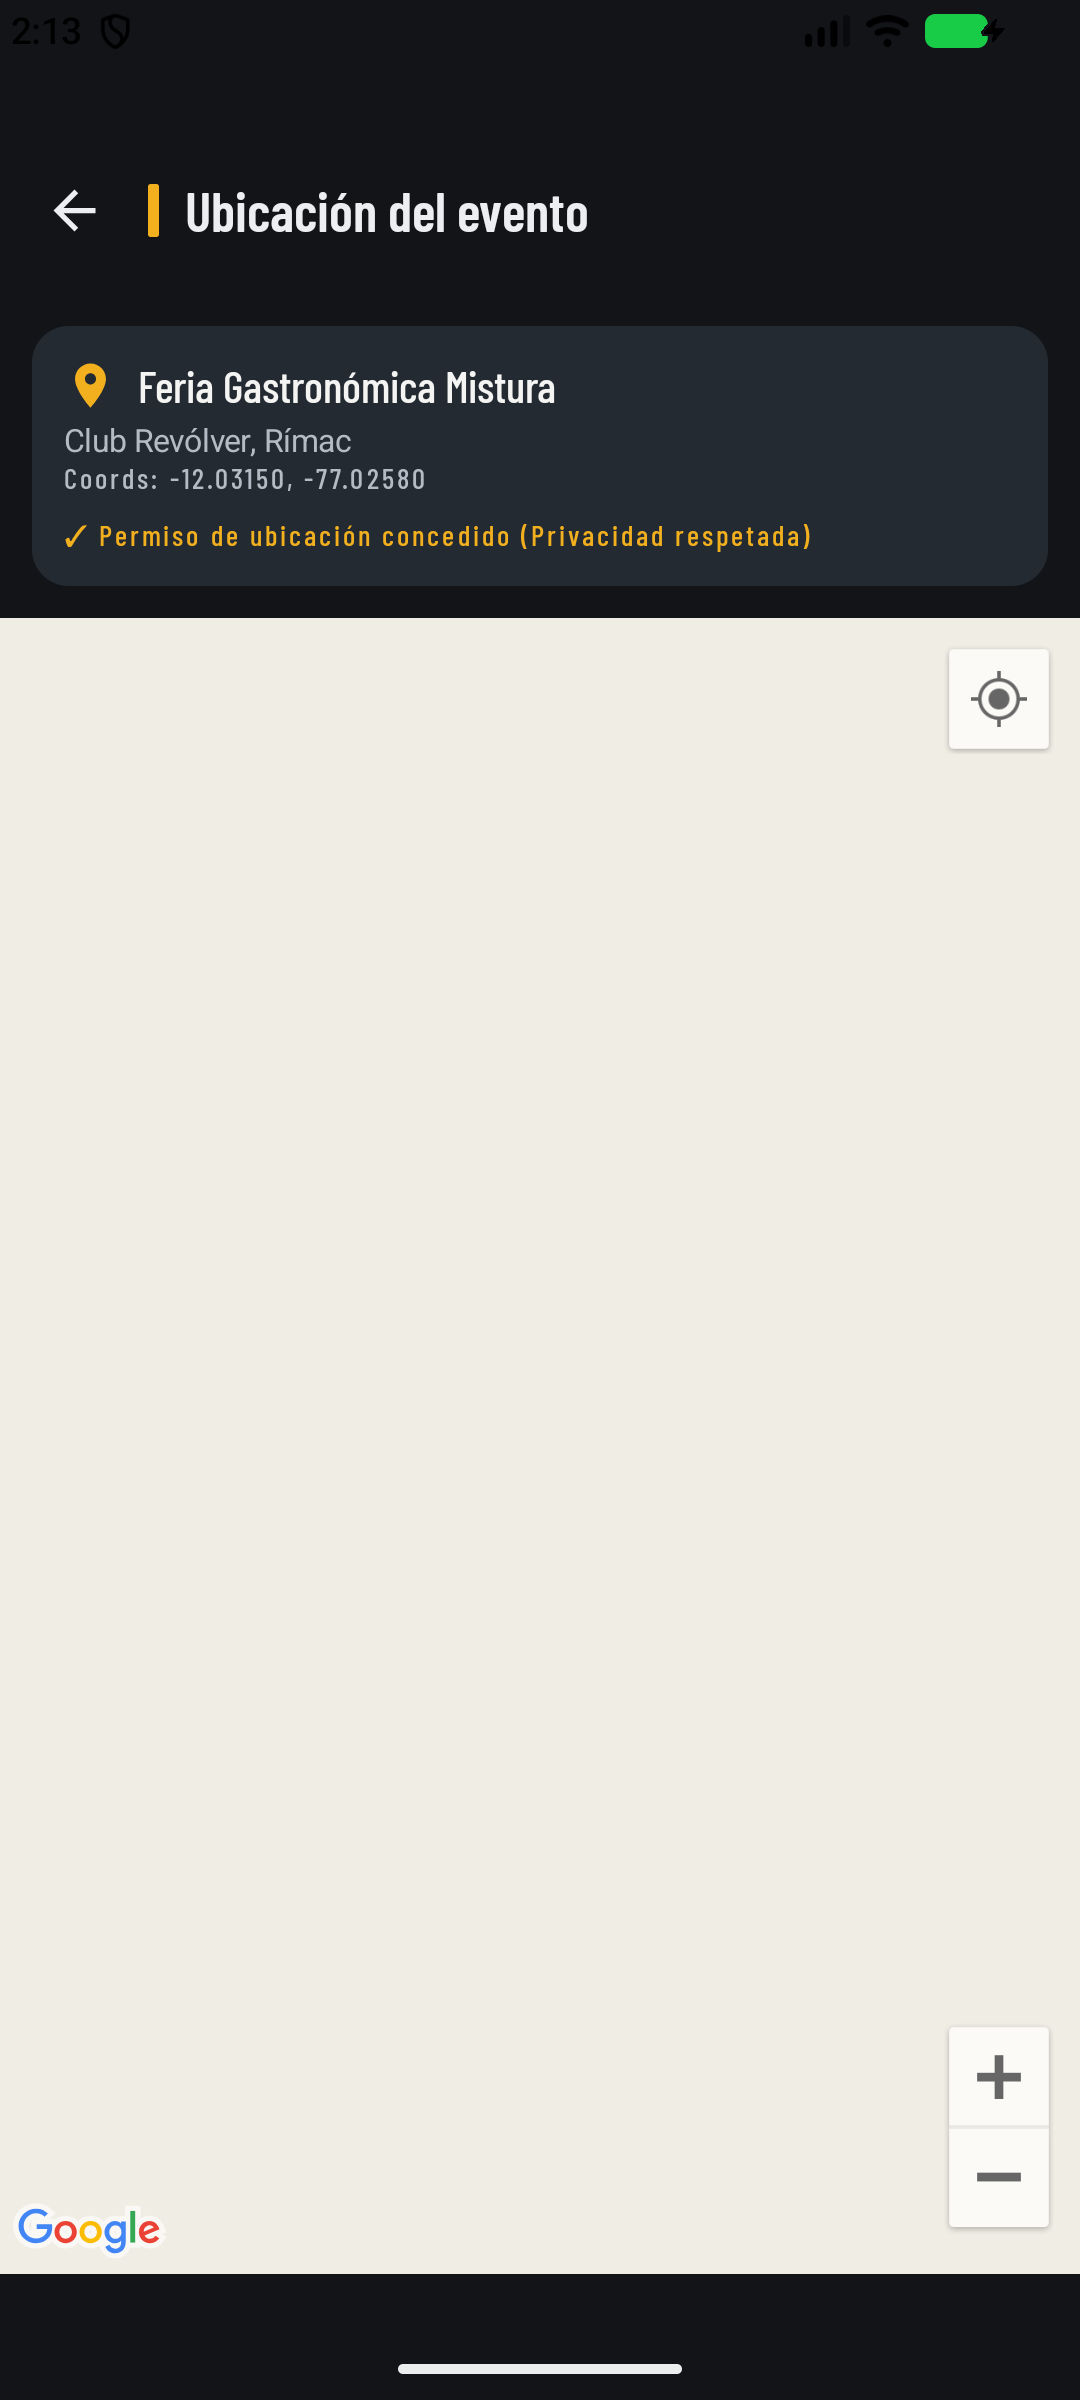 2:13
Ubicación del evento
Feria Gastronómica Mistura
Club Revólver, Rímac
Coords: -12.03150, -77.02580
✓ Permiso de ubicación concedido (Privacidad respetada)
Google